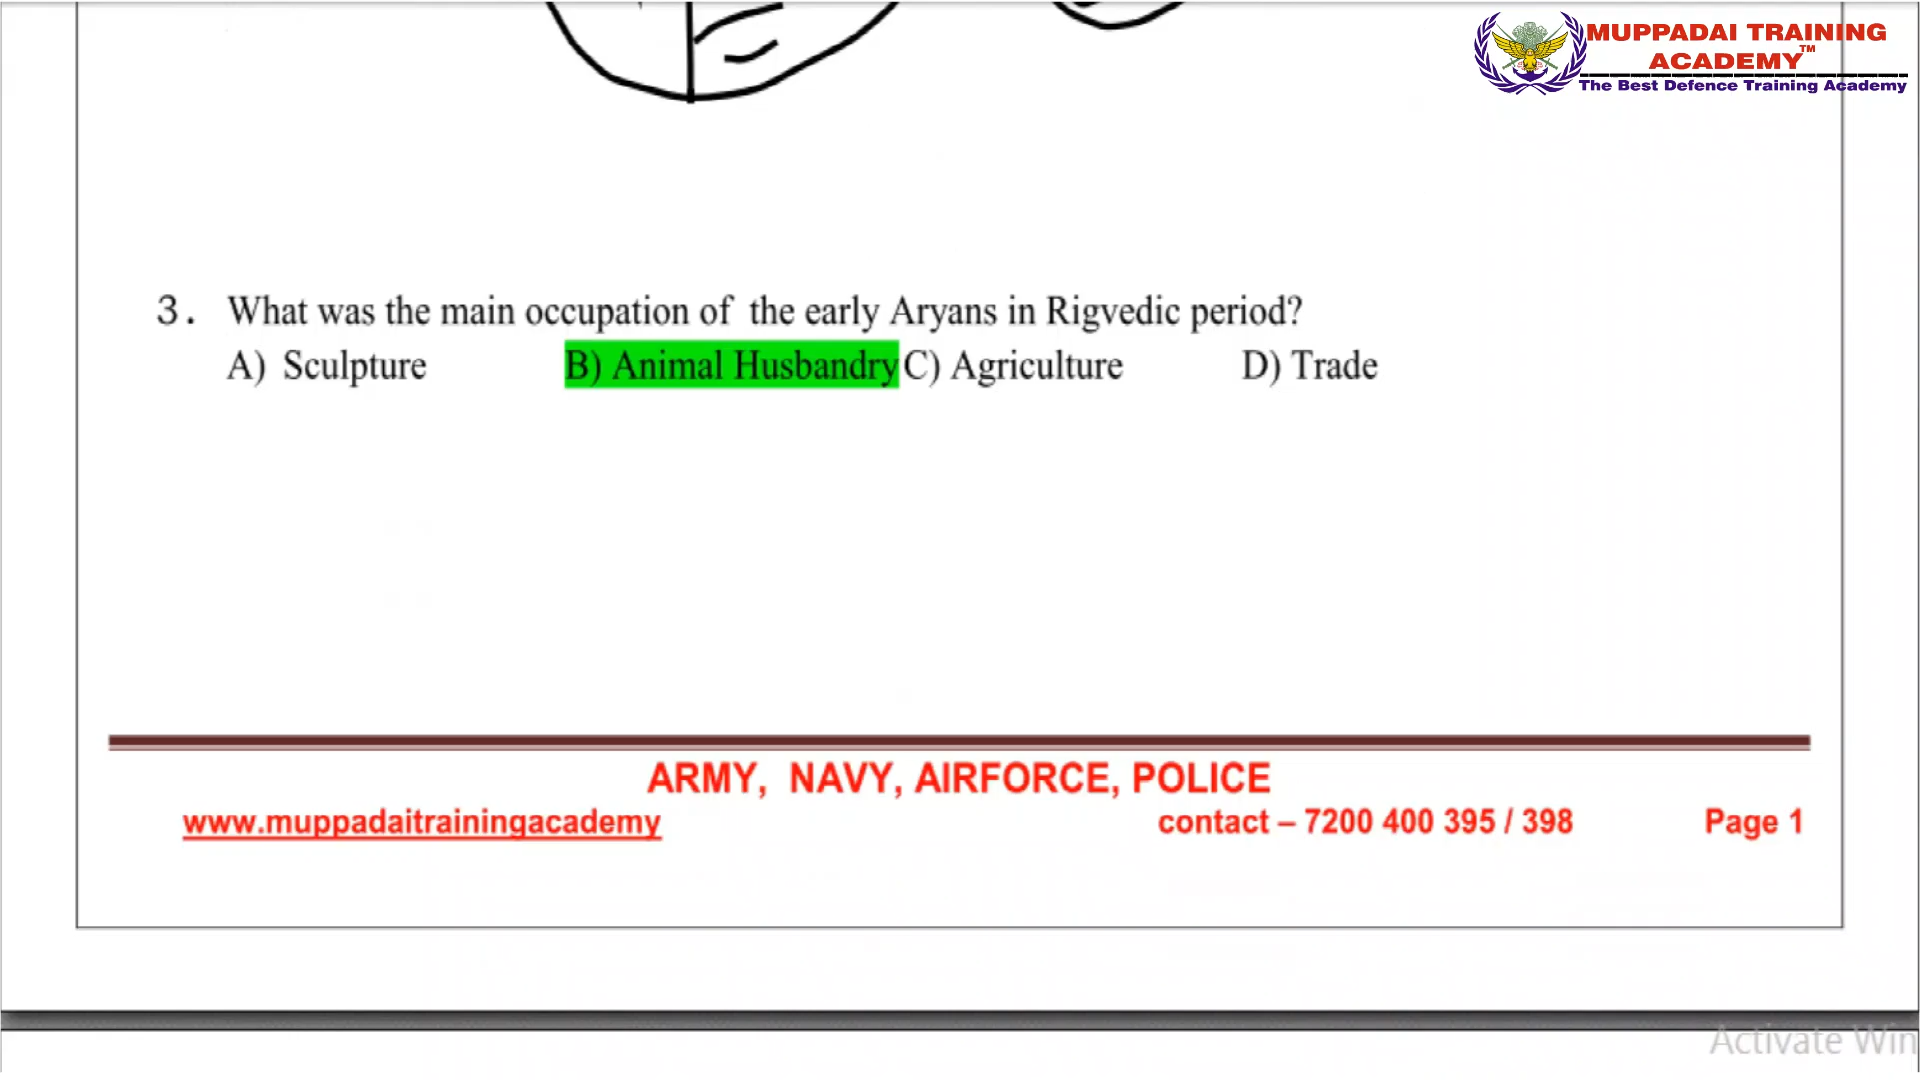 MUPPADAI TRAINING
ACADEMY™
The Best Defence Training Academy
3. What was the main occupation of the early Aryans in Rigvedic period?
A) Sculpture B) Animal Husbandry C) Agriculture D) Trade
ARMY, NAVY, AIRFORCE, POLICE
www.muppadaitrainingacademy contact – 7200 400 395 / 398 Page 1
Activate Win